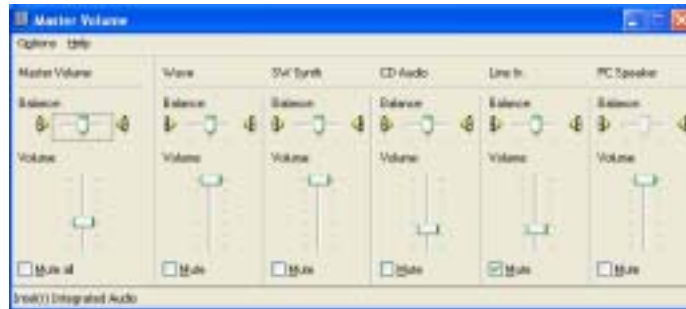 Master Volume
Options Help
Master Volume Wave SW Synth CD Audio Line In PC Speaker
Balance: Balance: Balance: Balance: Balance: Balance:
Volume: Volume: Volume: Volume: Volume: Volume:
Mute all Mute Mute Mute Mute Mute
Intel(r) Integrated Audio